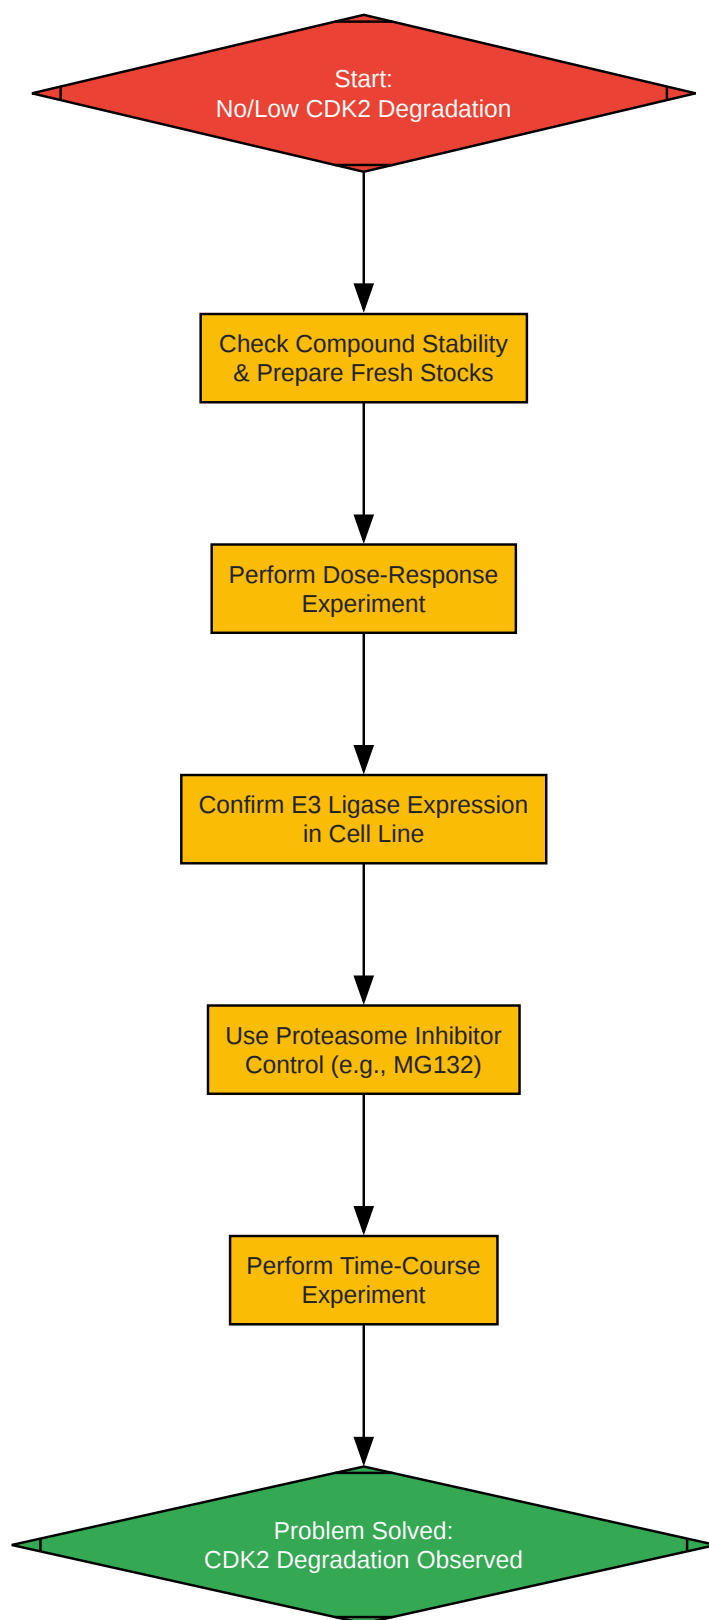 Start:
No/Low CDK2 Degradation
Check Compound Stability
& Prepare Fresh Stocks
Perform Dose-Response
Experiment
Confirm E3 Ligase Expression
in Cell Line
Use Proteasome Inhibitor
Control (e.g., MG132)
Perform Time-Course
Experiment
Problem Solved:
CDK2 Degradation Observed